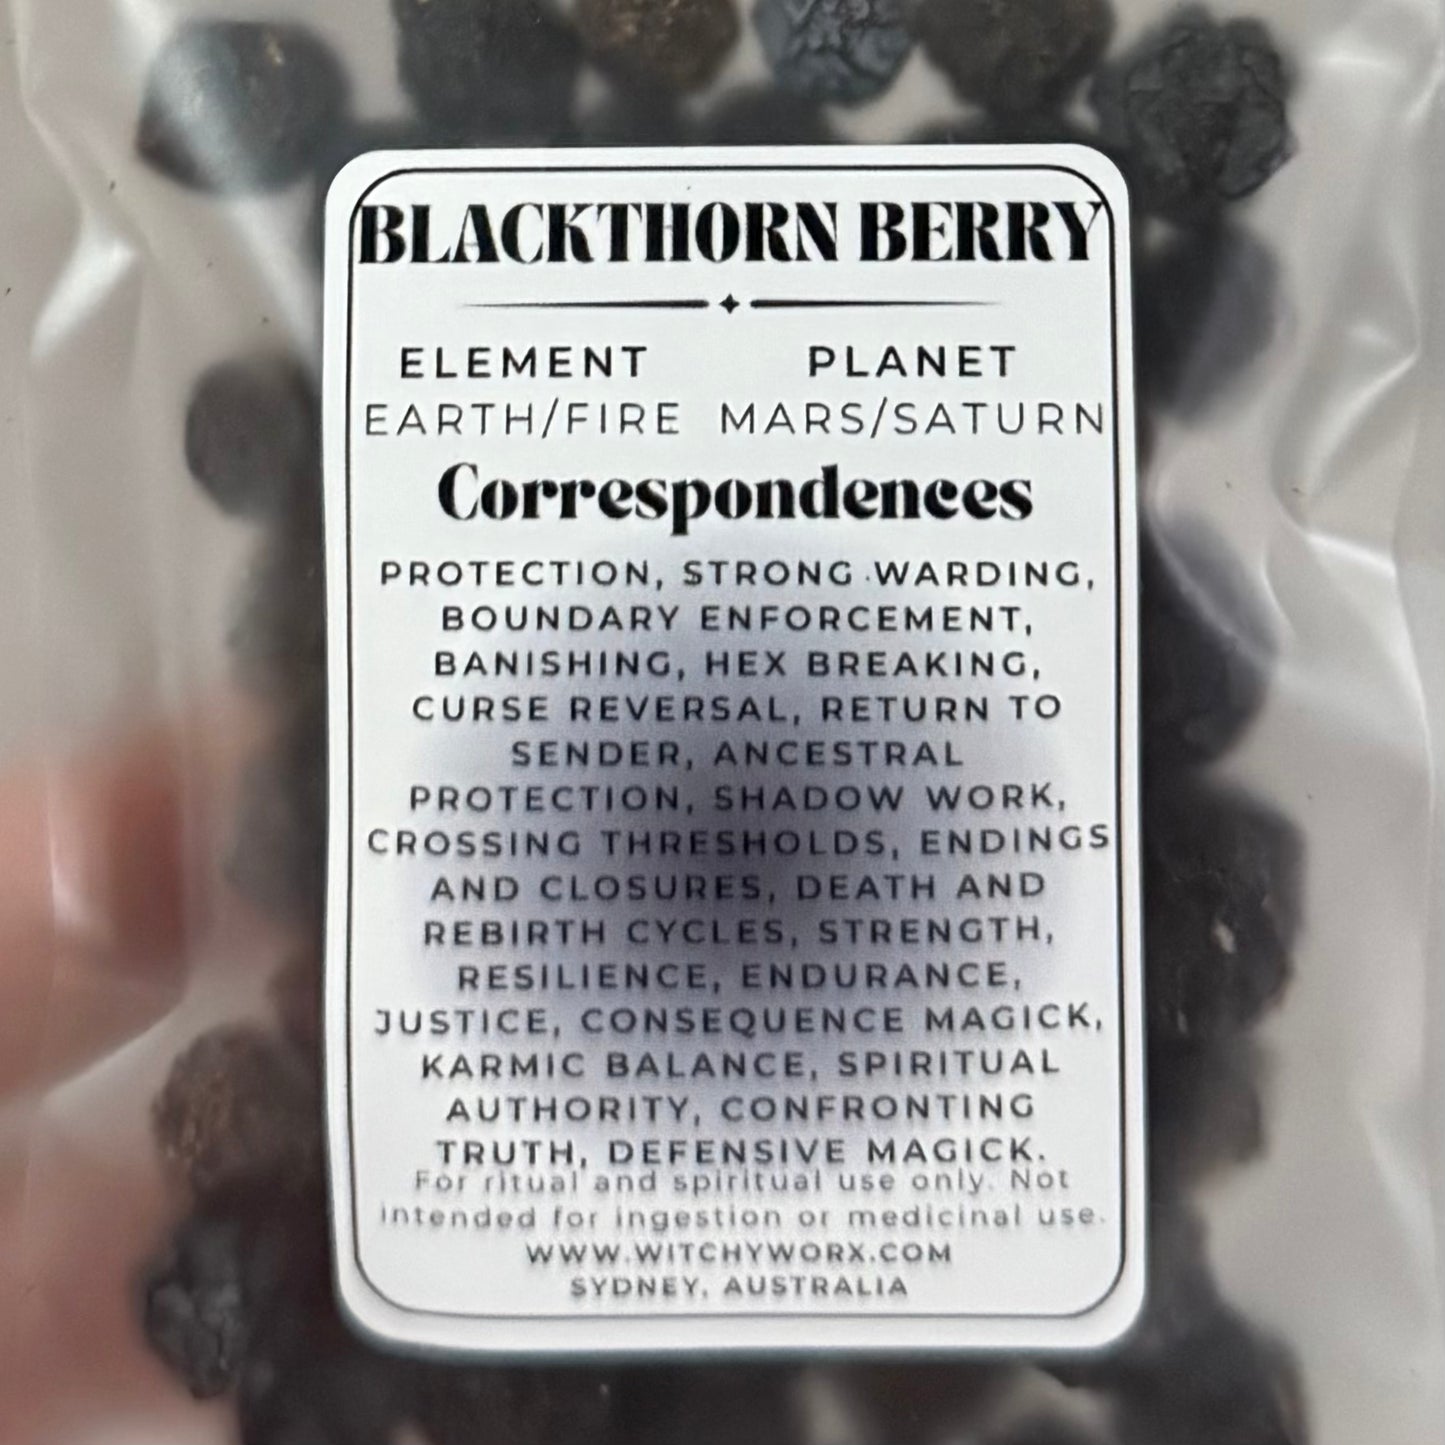 BLACKTHORN BERRY
ELEMENT PLANET
EARTH/FIRE MARS/SATURN
Correspondences
PROTECTION, STRONG WARDING,
BOUNDARY ENFORCEMENT,
BANISHING, HEX BREAKING,
CURSE REVERSAL, RETURN TO
SENDER, ANCESTRAL
PROTECTION, SHADOW WORK,
CROSSING THRESHOLDS, ENDINGS
AND CLOSURES, DEATH AND
REBIRTH CYCLES, STRENGTH,
RESILIENCE, ENDURANCE,
JUSTICE, CONSEQUENCE MAGICK,
KARMIC BALANCE, SPIRITUAL
AUTHORITY, CONFRONTING
TRUTH, DEFENSIVE MAGICK.
For ritual and spiritual use only. Not
intended for ingestion or medicinal use.
WWW.WITCHYWORX.COM
SYDNEY, AUSTRALIA